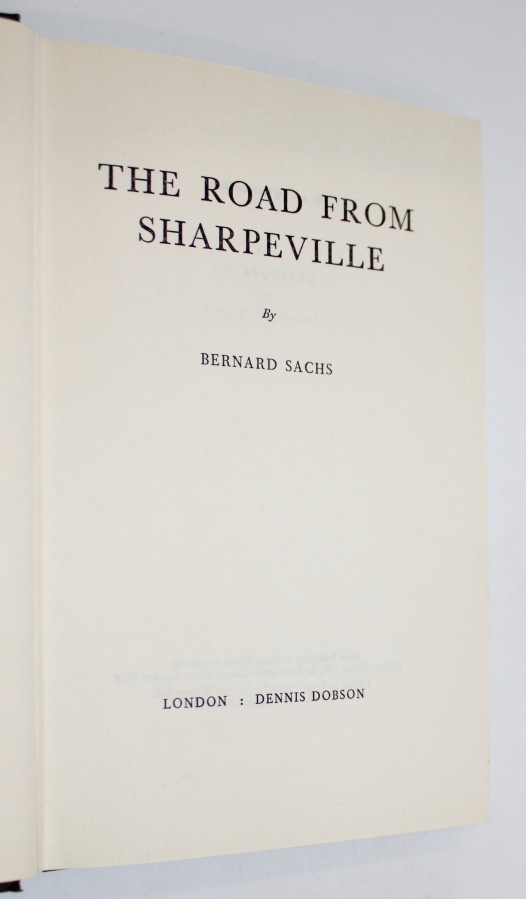 THE ROAD FROM
SHARPEVILLE
By
BERNARD SACHS
LONDON : DENNIS DOBSON